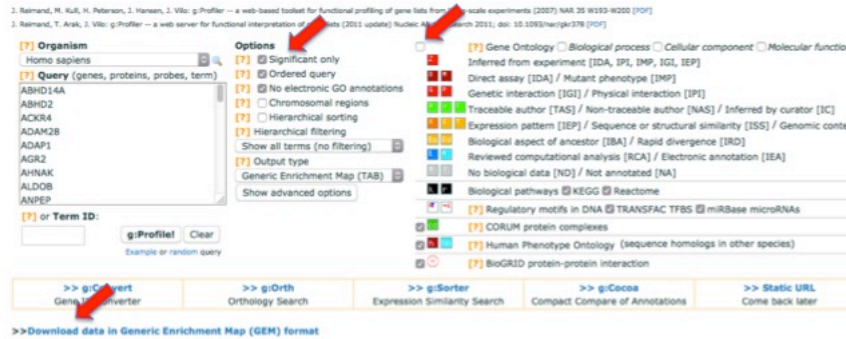 J. Reimand, M. Kull, H. Peterson, J. Hansen, J. Vilo: g:Profiler -- a web-based toolset for functional profiling of gene lists from large-scale experiments (2007) NAR 35 W193-W200 [PDF]
J. Reimand, T. Arak, J. Vilo: g:Profiler -- a web server for functional interpretation of gene lists (2011 update) Nucleic Acids Research 2011; doi: 10.1093/nar/gkr378 [PDF]
[?] Organism
Homo sapiens
[?] Query (genes, proteins, probes, term)
ABHD14A
ABHD2
ACKR4
ADAM28
ADAP1
AGR2
AHNAK
ALDOB
ANPEP
[?] or Term ID:
g:Profile! Clear
Example or random query
Options
[?] Significant only
[?] Ordered query
[?] No electronic GO annotations
[?] Chromosomal regions
[?] Hierarchical sorting
[?] Hierarchical filtering
Show all terms (no filtering)
[?] Output type
Generic Enrichment Map (TAB)
Show advanced options
[?] Gene Ontology Biological process Cellular component Molecular functio
Inferred from experiment [IDA, IPI, IMP, IGI, IEP]
Direct assay [IDA] / Mutant phenotype [IMP]
Genetic interaction [IGI] / Physical interaction [IPI]
Traceable author [TAS] / Non-traceable author [NAS] / Inferred by curator [IC]
Expression pattern [IEP] / Sequence or structural similarity [ISS] / Genomic conte
Biological aspect of ancestor [IBA] / Rapid divergence [IRD]
Reviewed computational analysis [RCA] / Electronic annotation [IEA]
No biological data [ND] / Not annotated [NA]
Biological pathways KEGG Reactome
[?] Regulatory motifs in DNA TRANSFAC TFBS miRBase microRNAs
[?] CORUM protein complexes
[?] Human Phenotype Ontology (sequence homologs in other species)
[?] BioGRID protein-protein interaction
>> g:Convert
Gene ID Converter
>> g:Orth
Orthology Search
>> g:Sorter
Expression Similarity Search
>> g:Cocoa
Compact Compare of Annotations
>> Static URL
Come back later
>>Download data in Generic Enrichment Map (GEM) format